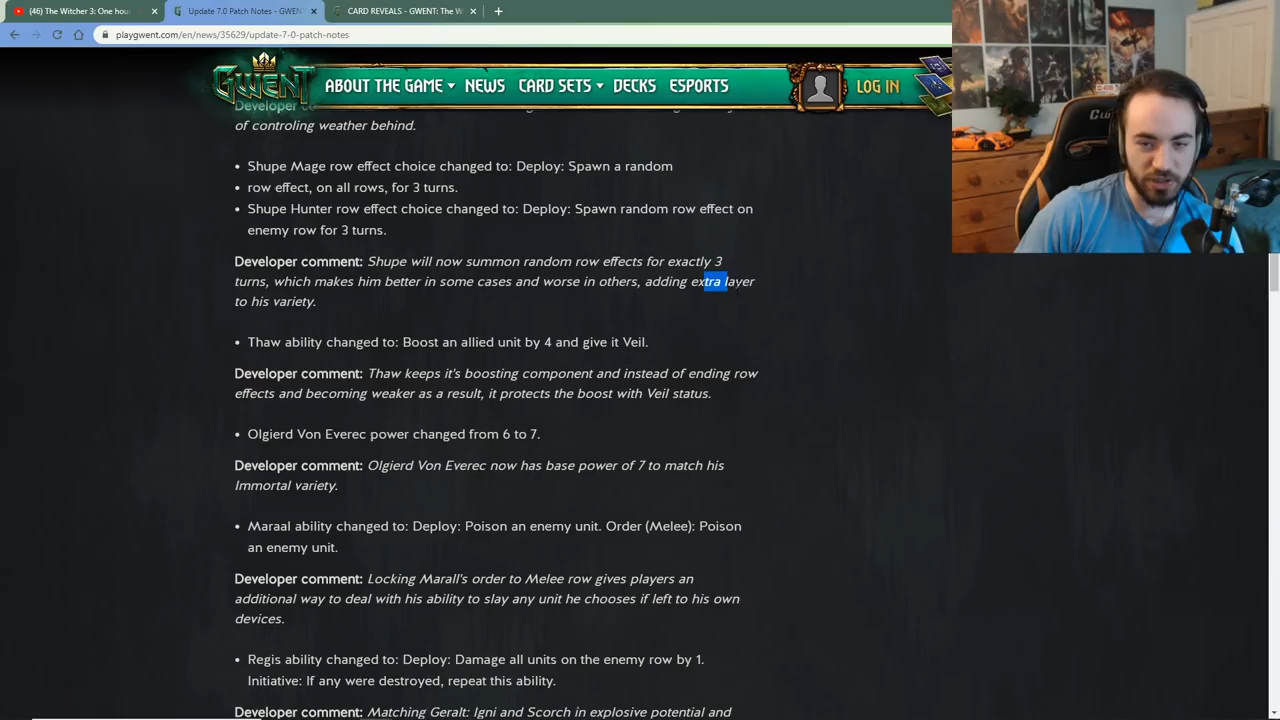 (46) The Witcher 3: One hou
Update 7.0 Patch Notes - GWENT
CARD REVEALS - GWENT: The W
playgwent.com/en/news/35629/update-7-0-patch-notes
GWENT
ABOUT THE GAME
NEWS
CARD SETS
DECKS
ESPORTS
LOG IN
Developer
of controling weather behind.
• Shupe Mage row effect choice changed to: Deploy: Spawn a random
• row effect, on all rows, for 3 turns.
• Shupe Hunter row effect choice changed to: Deploy: Spawn random row effect on
enemy row for 3 turns.
Developer comment: Shupe will now summon random row effects for exactly 3
turns, which makes him better in some cases and worse in others, adding extra layer
to his variety.
• Thaw ability changed to: Boost an allied unit by 4 and give it Veil.
Developer comment: Thaw keeps it's boosting component and instead of ending row
effects and becoming weaker as a result, it protects the boost with Veil status.
• Olgierd Von Everec power changed from 6 to 7.
Developer comment: Olgierd Von Everec now has base power of 7 to match his
Immortal variety.
• Maraal ability changed to: Deploy: Poison an enemy unit. Order (Melee): Poison
an enemy unit.
Developer comment: Locking Marall's order to Melee row gives players an
additional way to deal with his ability to slay any unit he chooses if left to his own
devices.
• Regis ability changed to: Deploy: Damage all units on the enemy row by 1.
Initiative: If any were destroyed, repeat this ability.
Developer comment: Matching Geralt: Igni and Scorch in explosive potential and